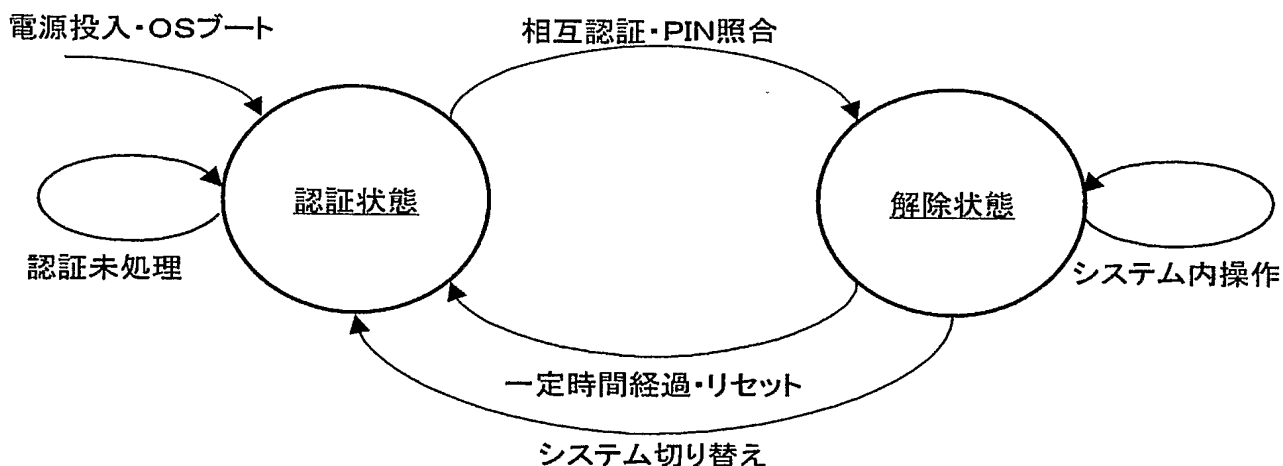 電源投入・OSブート
相互認証・PIN照合
認証状態
解除状態
認証未処理
システム内操作
一定時間経過・リセット
システム切り替え